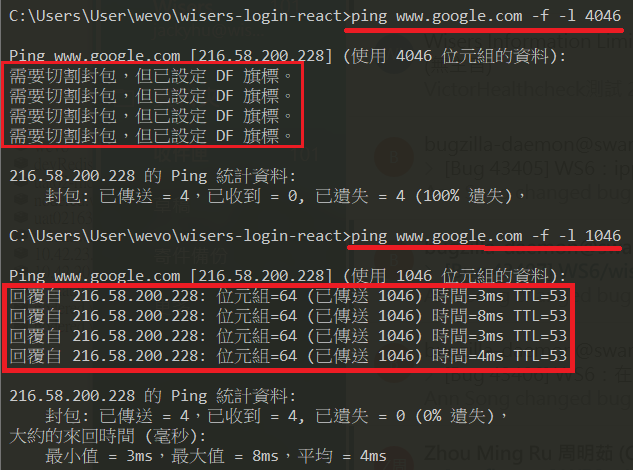 C:\Users\User\wevo\wisers-login-react>ping www.google.com -f -l 4046
Ping www.google.com [216.58.200.228] (使用 4046 位元組的資料):
需要切割封包，但已設定 DF 旗標。
需要切割封包，但已設定 DF 旗標。
需要切割封包，但已設定 DF 旗標。
需要切割封包，但已設定 DF 旗標。
216.58.200.228 的 Ping 統計資料:
封包: 已傳送 = 4，已收到 = 0, 已遺失 = 4 (100% 遺失)，
C:\Users\User\wevo\wisers-login-react>ping www.google.com -f -l 1046
Ping www.google.com [216.58.200.228] (使用 1046 位元組的資料):
回覆自 216.58.200.228: 位元組=64 (已傳送 1046) 時間=3ms TTL=53
回覆自 216.58.200.228: 位元組=64 (已傳送 1046) 時間=8ms TTL=53
回覆自 216.58.200.228: 位元組=64 (已傳送 1046) 時間=3ms TTL=53
回覆自 216.58.200.228: 位元組=64 (已傳送 1046) 時間=4ms TTL=53
216.58.200.228 的 Ping 統計資料:
封包: 已傳送 = 4，已收到 = 4, 已遺失 = 0 (0% 遺失)，
大約的來回時間 (毫秒):
最小值 = 3ms，最大值 = 8ms，平均 = 4ms